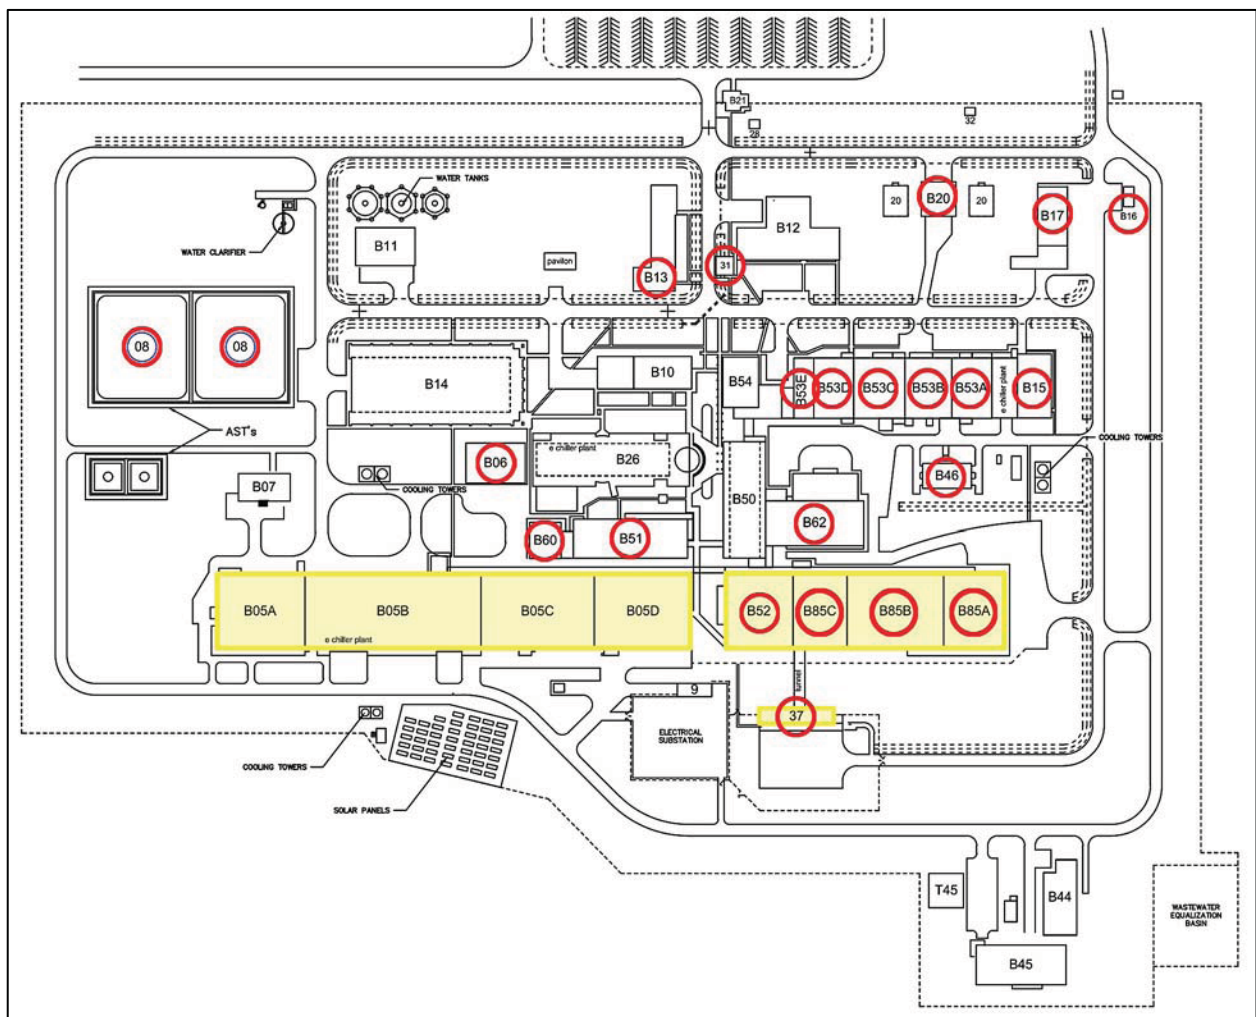 B21
28
32
WATER TANKS
20
B20
20
B17
B16
WATER CLARIFIER
B11
pavilon
B13
31
B12
08
08
B14
B10
B54
B53E
B53D
B53C
B53B
B53A
e chiller plant
B15
AST's
COOLING TOWERS
B07
COOLING TOWERS
B06
e chiller plant
B26
B50
B46
B60
B51
B62
B05A
B05B
B05C
B05D
e chiller plant
B52
B85C
B85B
B85A
tunnel
9
37
ELECTRICAL
SUBSTATION
COOLING TOWERS
SOLAR PANELS
T45
B44
B45
WASTEWATER
EQUALIZATION
BASIN